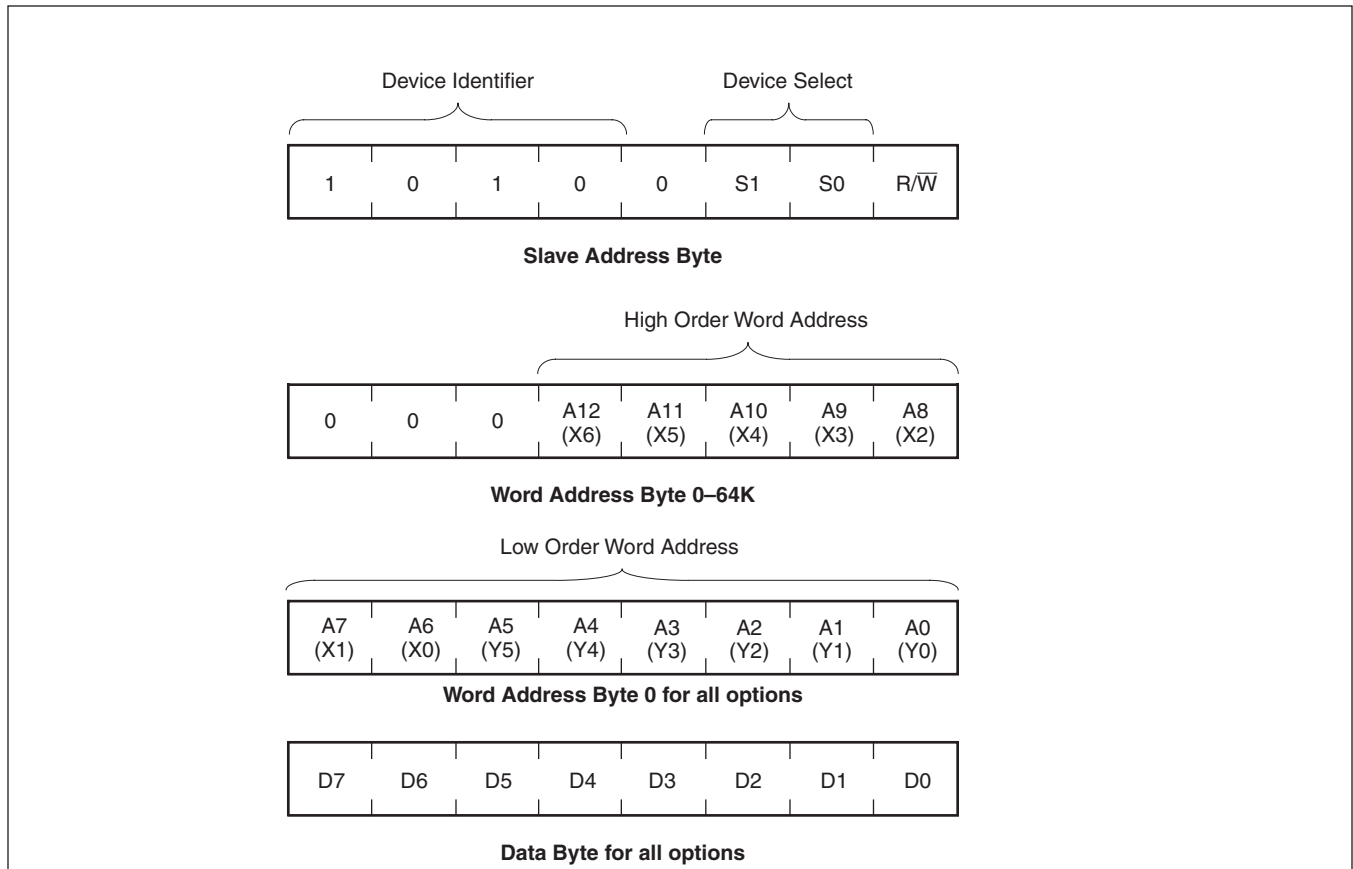 Device Identifier Device Select
1 0 1 0 0 S1 S0 R/W̅
Slave Address Byte
High Order Word Address
0 0 0 A12 A11 A10 A9 A8
(X6) (X5) (X4) (X3) (X2)
Word Address Byte 0–64K
Low Order Word Address
A7 A6 A5 A4 A3 A2 A1 A0
(X1) (X0) (Y5) (Y4) (Y3) (Y2) (Y1) (Y0)
Word Address Byte 0 for all options
D7 D6 D5 D4 D3 D2 D1 D0
Data Byte for all options